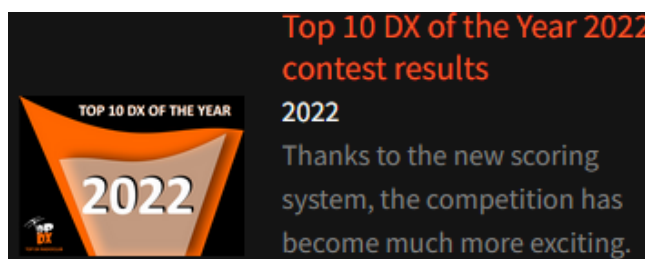 Top 10 DX of the Year 2022
contest results
2022
Thanks to the new scoring
system, the competition has
become much more exciting.
TOP 10 DX OF THE YEAR
2022
DX